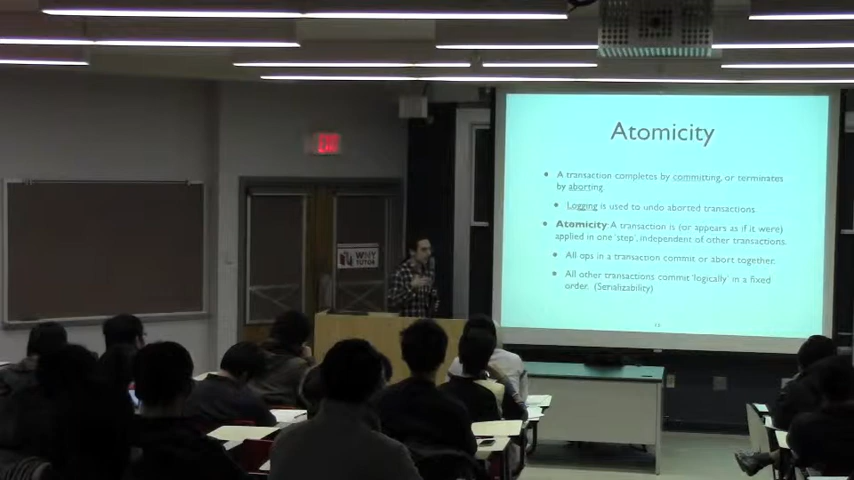 Atomicity
• A transaction completes by committing, or terminates
by aborting
• Logging is used to undo aborted transactions.
• Atomicity: A transaction is (or appears as if it were)
applied in one 'step', independent of other transactions.
• All ops in a transaction commit or abort together.
• All other transactions commit 'logically' in a fixed
order. (Serializability)
WNY
TUTOR